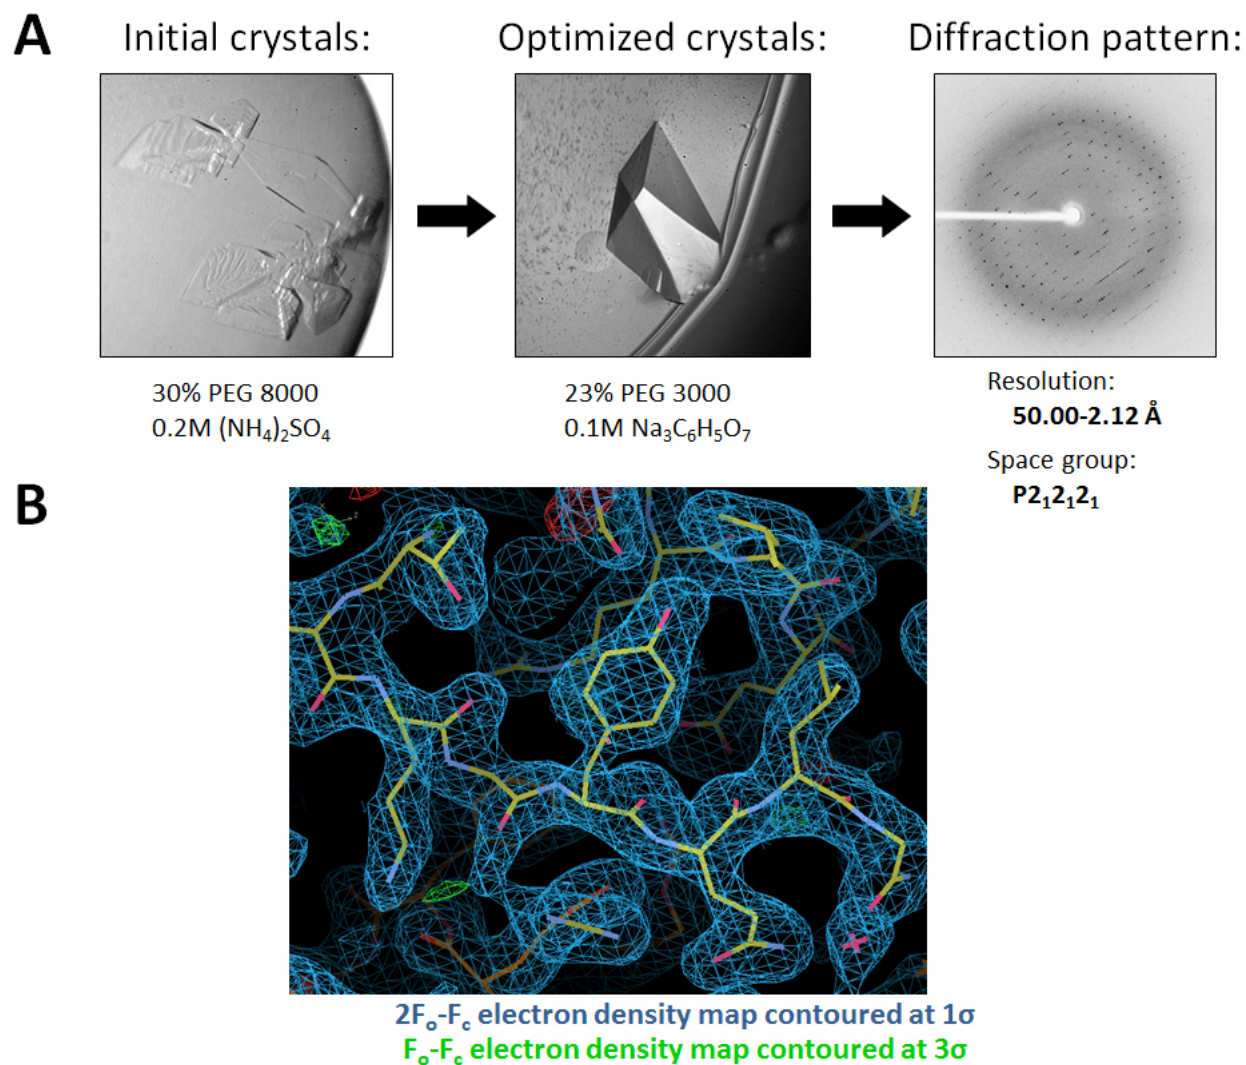 A
Initial crystals:
Optimized crystals:
Diffraction pattern:
30% PEG 8000
0.2M (NH₄)₂SO₄
23% PEG 3000
0.1M Na₃C₆H₅O₇
Resolution:
50.00-2.12 Å
Space group:
P2₁2₁2₁
B
2Fₒ-F꜀ electron density map contoured at 1σ
Fₒ-F꜀ electron density map contoured at 3σ